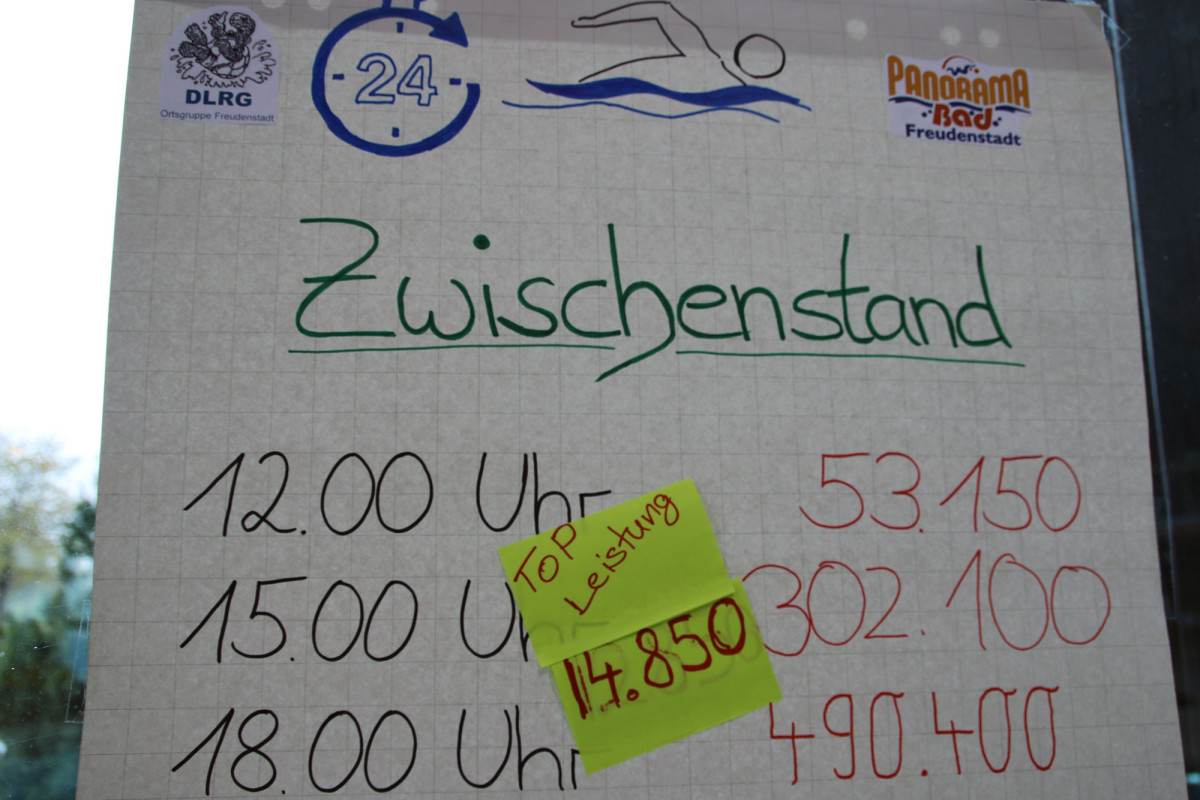 DLRG
Ortsgruppe Freudenstadt
24
PANORAMA
Bad
Freudenstadt
Zwischenstand
12.00 Uhr 53.150
TOP
Leistung
15.00 Uhr 302.100
14.850
18.00 Uhr 490.400